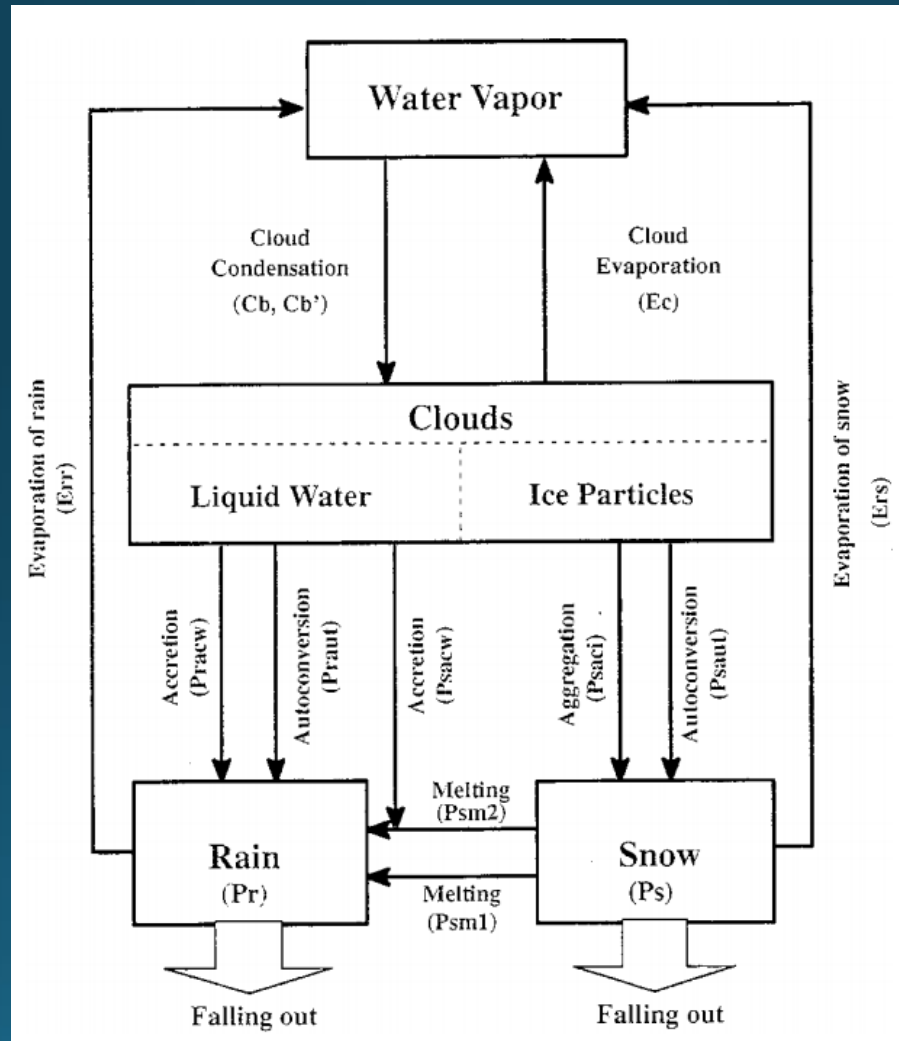 Water Vapor
Cloud
Condensation
(Cb, Cb')
Cloud
Evaporation
(Ec)
Evaporation of rain
(Err)
Evaporation of snow
(Ers)
Clouds
Liquid Water
Ice Particles
Accretion
(Pracw)
Autoconversion
(Praut)
Accretion
(Psacw)
Aggregation
(Psaci)
Autoconversion
(Psaut)
Melting
(Psm2)
Rain
(Pr)
Melting
(Psm1)
Snow
(Ps)
Falling out
Falling out